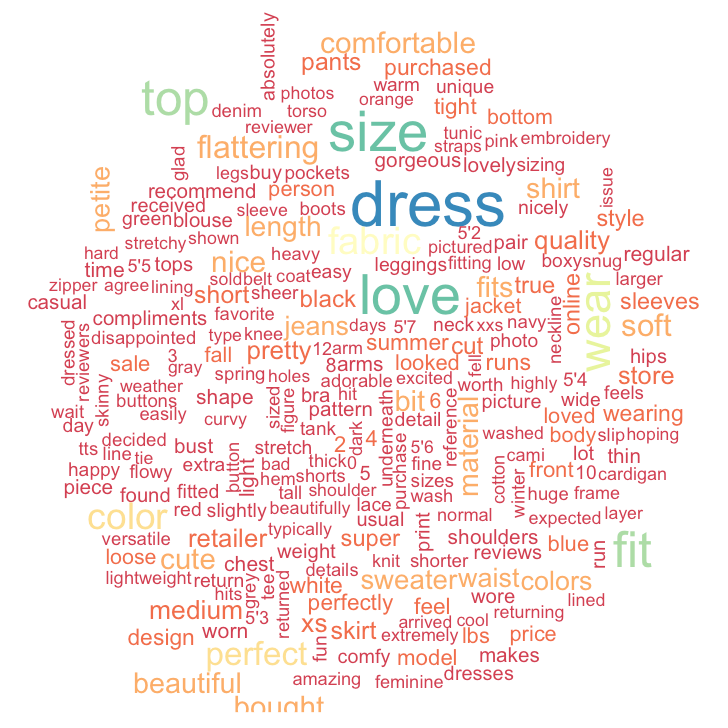 absolutely
comfortable
pants purchased
photos warm unique
top denim torso orange tight bottom
reviewer size tunic pink embroidery
straps
glad flattering gorgeous lovely sizing
legs buy pockets
petite recommend person dress shirt issue
received sleeve boots nicely
green blouse length 5'2 style
stretchy shown fabric pictured pair quality
hard heavy leggings fitting low boxy snug regular
time 5'5 tops nice coat easy
zipper agree lining sold belt love fits true online wear larger
casual xl short sheer black jacket sleeves
favorite
compliments jeans days 5'7 neck xxs navy neckline soft
disappointed type knee summer cut photo
dressed reviewers 3 fall pretty 12 arm looked runs hips
sale gray 8 arms fell store
weather spring holes adorable excited worth highly 5'4 feels
skinny buttons shape bra hit bit 6 picture wide
wait easily curvy sized figure pattern detail loved wearing
day tank
decided dark underneath reference washed body slip hoping
tts line bust stretch 2 4 5'6 material cami lot thin
tie button
happy flowy extra light bad thick 0 fine front 10 cardigan
piece hem shorts 5 purchase sizes cotton
found fitted tall shoulder wash winter huge frame
color red slightly beautifully lace
usual print normal expected layer
versatile retailer typically super shoulders blue run
loose cute chest weight knit shorter reviews
details
lightweight return grey tee white sweater waist colors
hits returned wore lined
medium 5'3 perfectly feel returning
design worn xs skirt arrived cool
extremely lbs price
perfect fun comfy model makes fit
beautiful amazing feminine dresses
bought